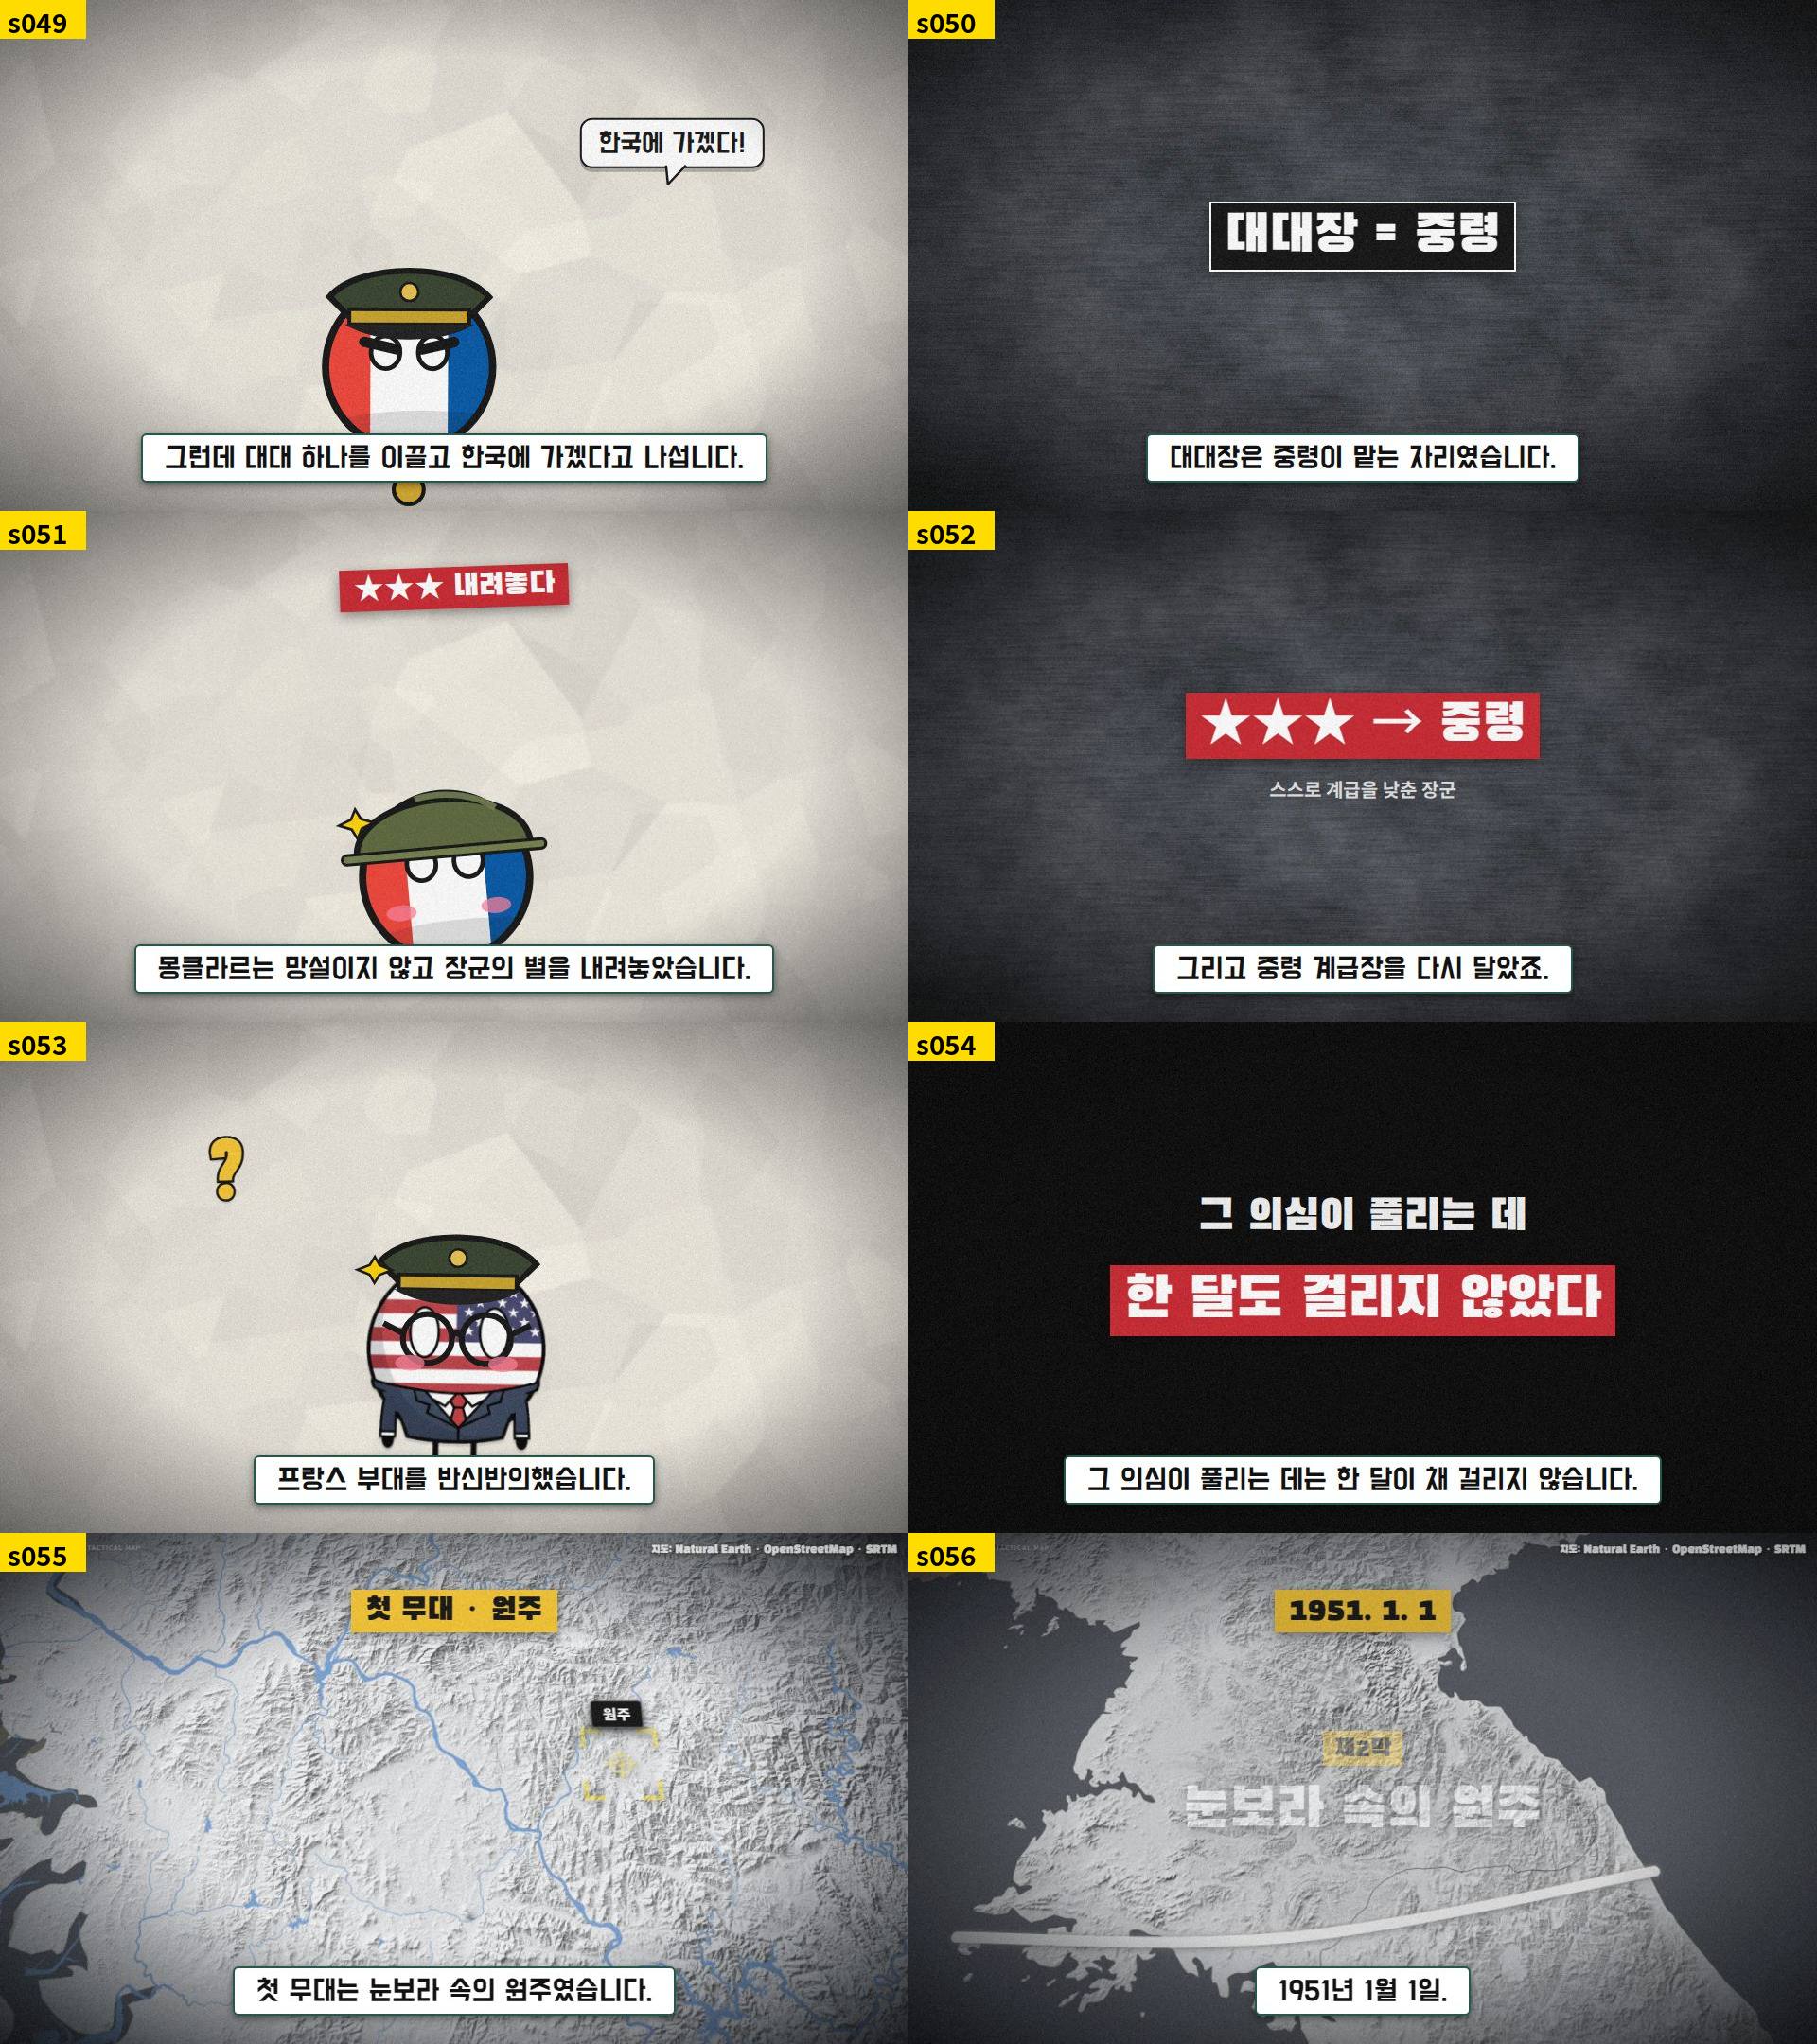 s049
한국에 가겠다!
그런데 대대 하나를 이끌고 한국에 가겠다고 나섭니다.
s050
대대장 = 중령
대대장은 중령이 맡는 자리였습니다.
s051
★★★ 내려놓다
몽클라르는 망설이지 않고 장군의 별을 내려놓았습니다.
s052
★★★ → 중령
스스로 계급을 낮춘 장군
그리고 중령 계급장을 다시 달았죠.
s053
?
프랑스 부대를 반신반의했습니다.
s054
그 의심이 풀리는 데
한 달도 걸리지 않았다
그 의심이 풀리는 데는 한 달이 채 걸리지 않습니다.
s055
TACTICAL MAP
지도: Natural Earth · OpenStreetMap · SRTM
첫 무대 · 원주
원주
첫 무대는 눈보라 속의 원주였습니다.
s056
지도: Natural Earth · OpenStreetMap · SRTM
1951. 1. 1
제2막
눈보라 속의 원주
1951년 1월 1일.